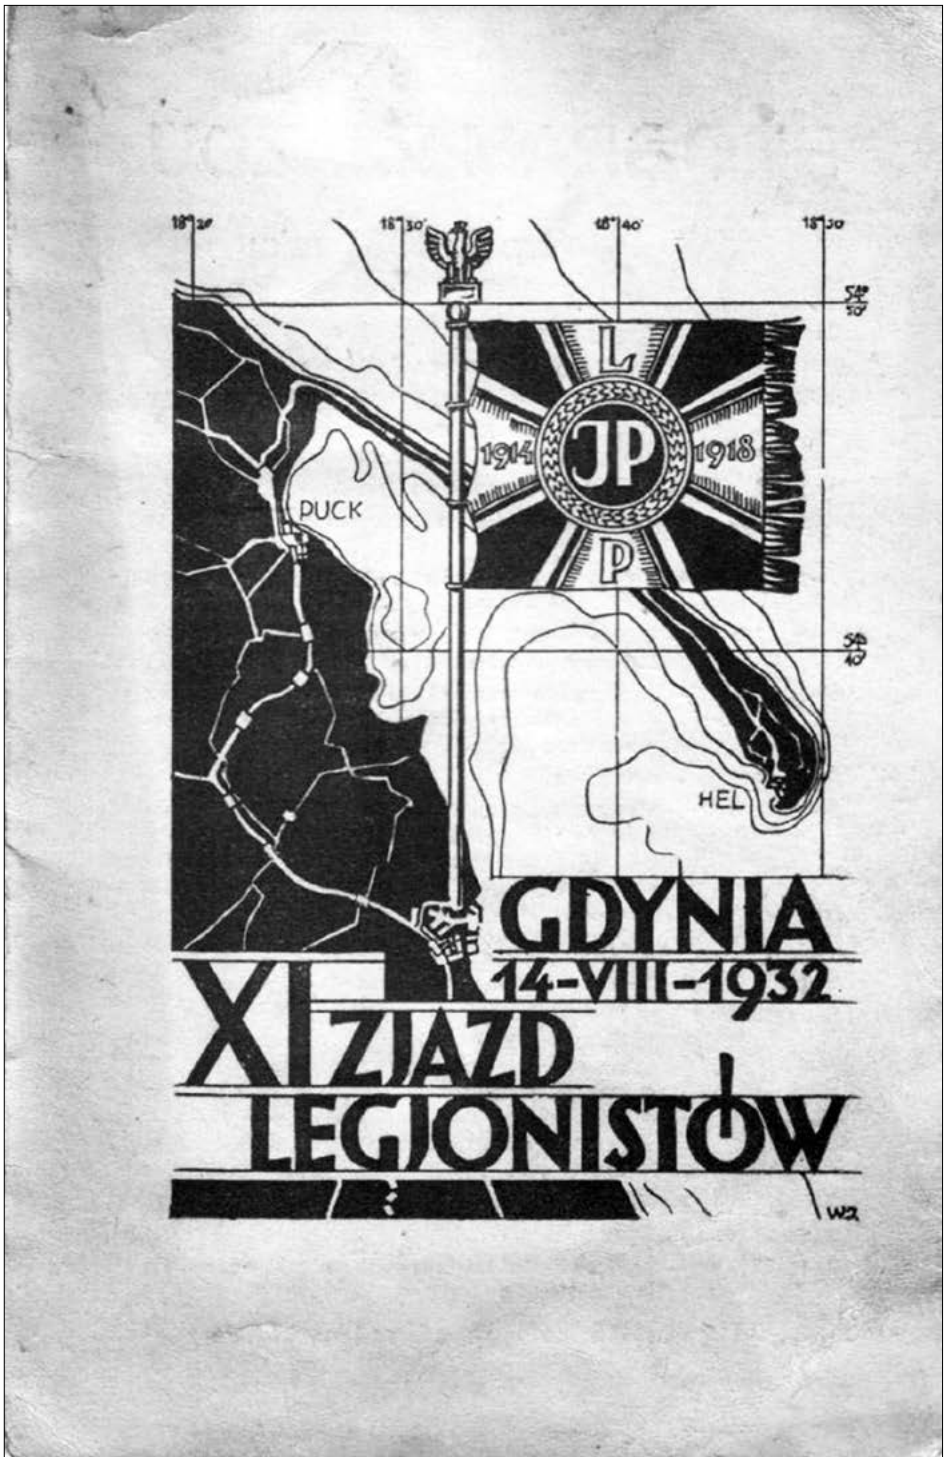 18° 20' 18° 30' 18° 40' 18° 50'
54° 50'
L
1914 JP 1918
P
PUCK
54° 40'
HEL
GDYNIA
14-VIII-1932
XI ZJAZD
LEGJONISTÓW